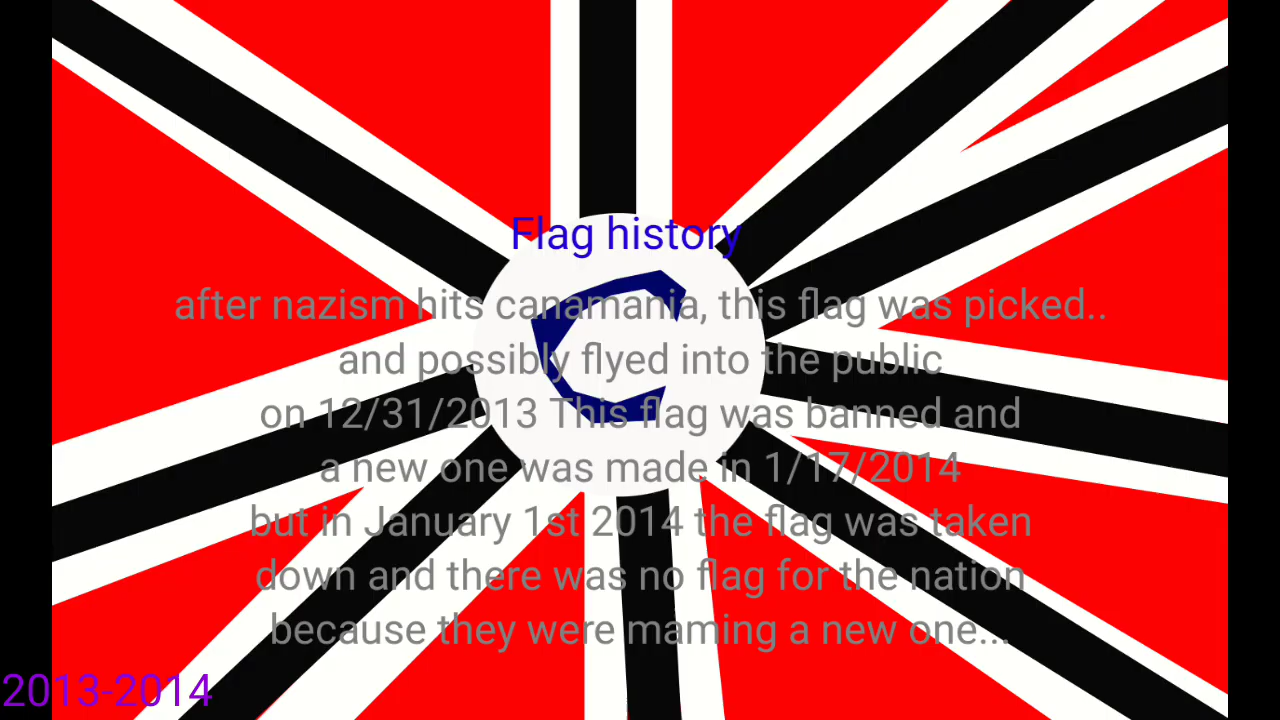 Flag history
C
after nazism hits canamania, this flag was picked..
and possibly flyed into the public
on 12/31/2013 This flag was banned and
a new one was made in 1/17/2014
but in January 1st 2014 the flag was taken
down and there was no flag for the nation
because they were maming a new one...
2013-2014